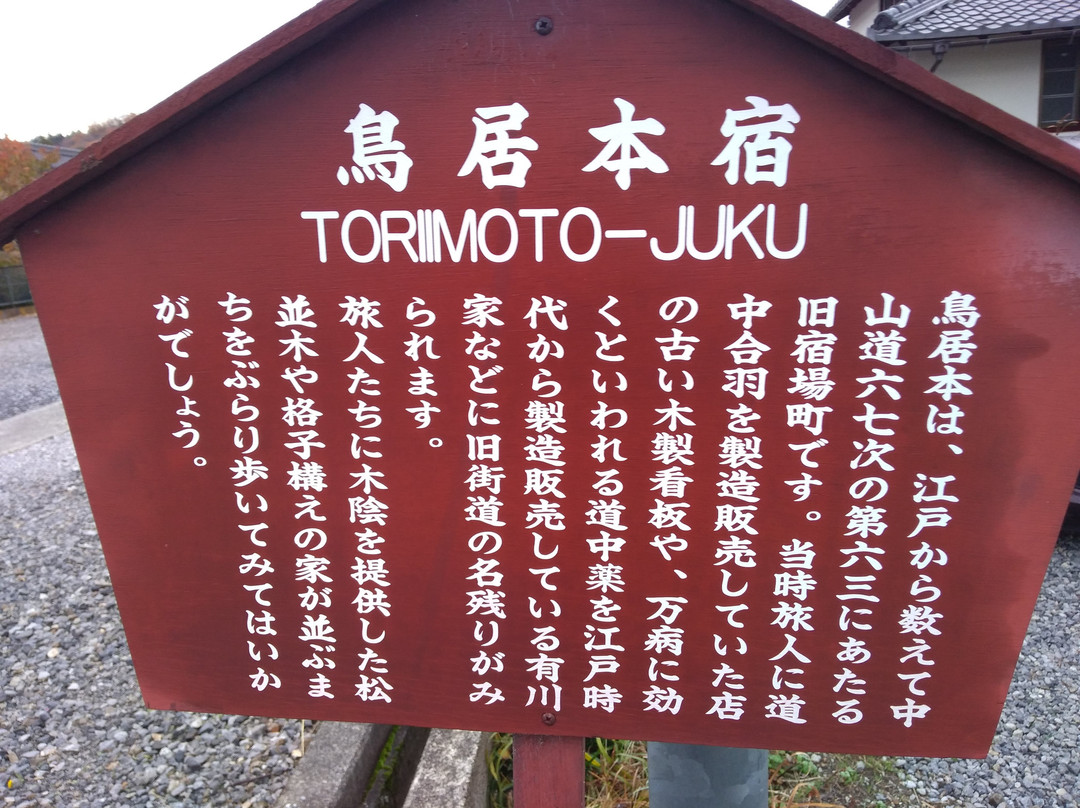 鳥居本宿
TORIIMOTO-JUKU
鳥居本は、江戸から数えて中
山道六七次の第六三にあたる
旧宿場町です。当時旅人に道
中合羽を製造販売していた店
の古い木製看板や、万病に効
くといわれる道中薬を江戸時
代から製造販売している有川
家などに旧街道の名残りがみ
られます。
旅人たちに木陰を提供した松
並木や格子構えの家が並ぶま
ちをぶらり歩いてみてはいか
がでしょう。